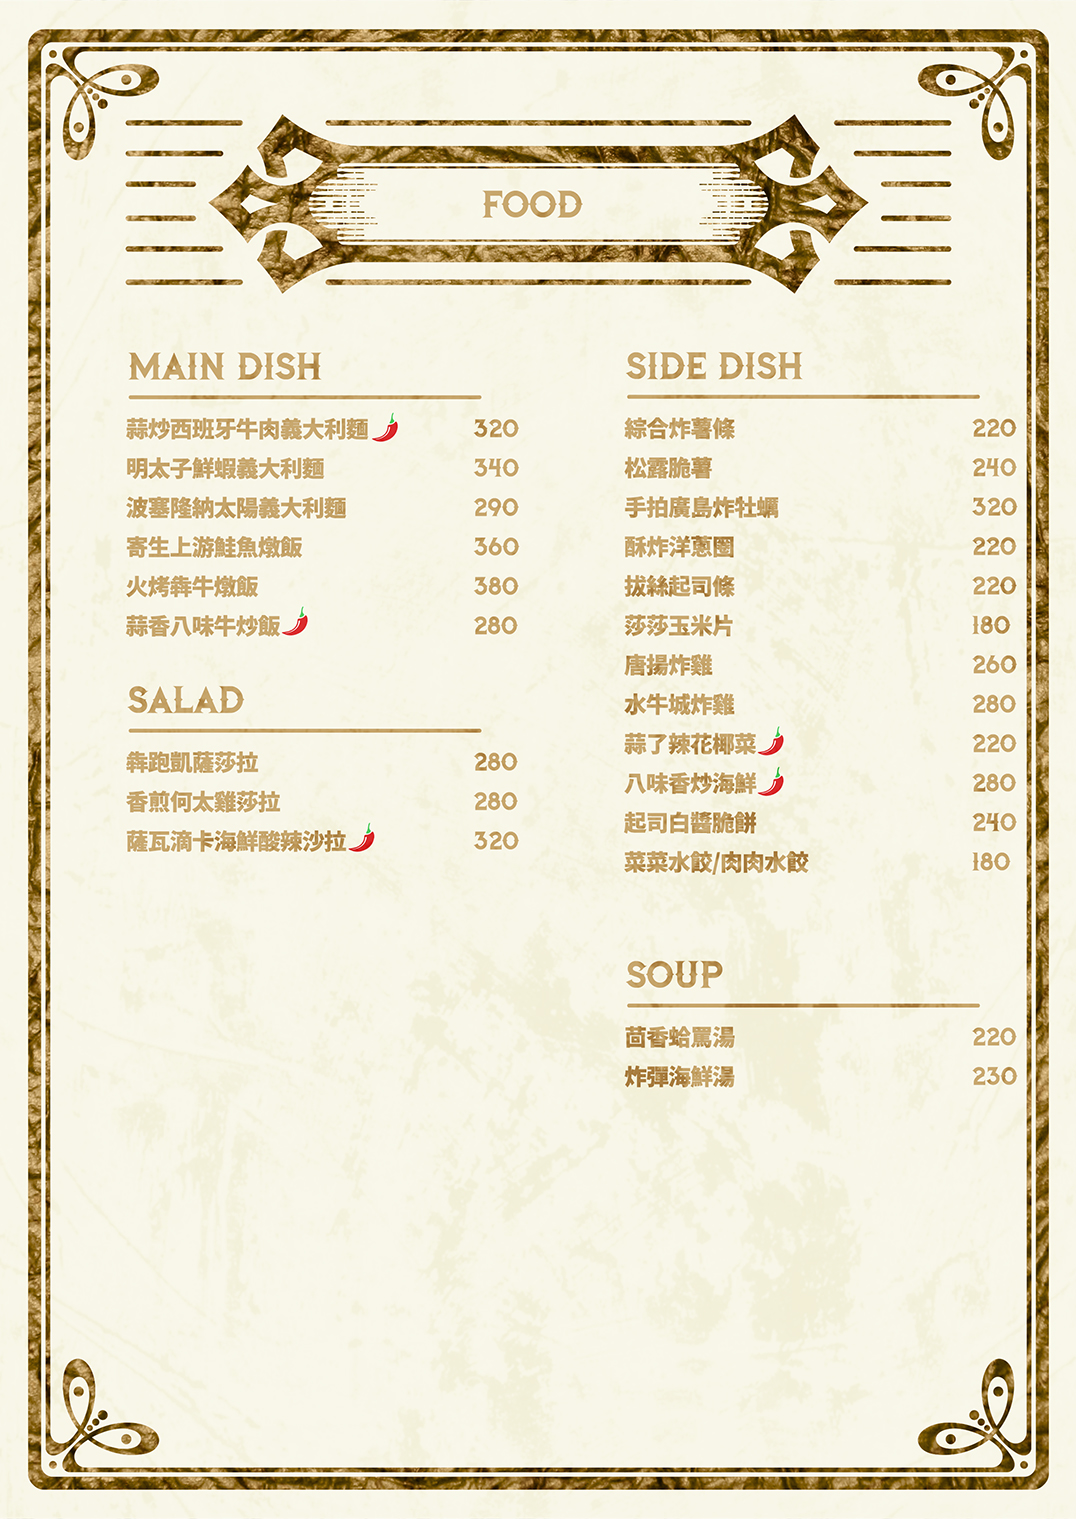 FOOD
MAIN DISH
蒜炒西班牙牛肉義大利麵 320
明太子鮮蝦義大利麵 340
波塞隆納太陽義大利麵 290
寄生上游鮭魚燉飯 360
火烤犇牛燉飯 380
蒜香八味牛炒飯 280
SALAD
犇跑凱薩莎拉 280
香煎何太雞莎拉 280
薩瓦滴卡海鮮酸辣沙拉 320
SIDE DISH
綜合炸薯條 220
松露脆薯 240
手拍廣島炸牡蠣 320
酥炸洋蔥圈 220
拔絲起司條 220
莎莎玉米片 180
唐揚炸雞 260
水牛城炸雞 280
蒜了辣花椰菜 220
八味香炒海鮮 280
起司白醬脆餅 240
菜菜水餃/肉肉水餃 180
SOUP
茴香蛤罵湯 220
炸彈海鮮湯 230